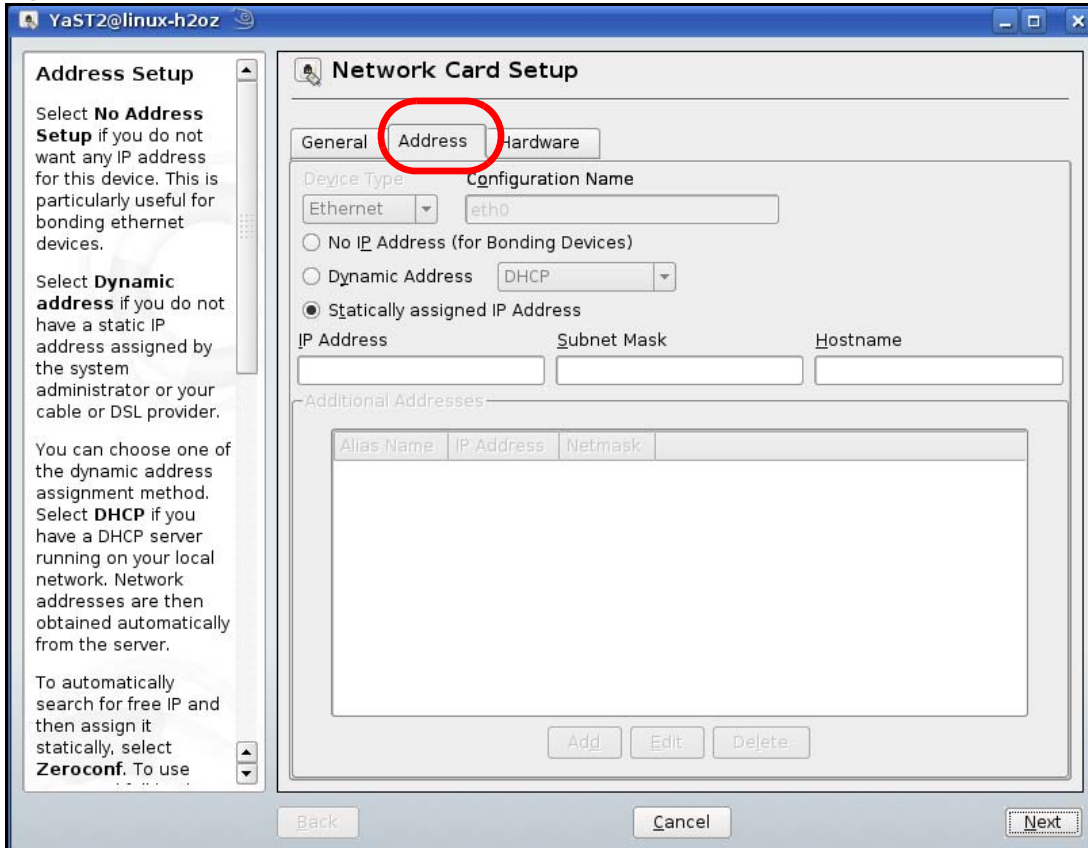 YaST2@linux-h2oz
Address Setup
Select No Address
Setup if you do not
want any IP address
for this device. This is
particularly useful for
bonding ethernet
devices.
Select Dynamic
address if you do not
have a static IP
address assigned by
the system
administrator or your
cable or DSL provider.
You can choose one of
the dynamic address
assignment method.
Select DHCP if you
have a DHCP server
running on your local
network. Network
addresses are then
obtained automatically
from the server.
To automatically
search for free IP and
then assign it
statically, select
Zeroconf. To use
Network Card Setup
General Address Hardware
Device Type Configuration Name
Ethernet eth0
No IP Address (for Bonding Devices)
Dynamic Address DHCP
Statically assigned IP Address
IP Address Subnet Mask Hostname
Additional Addresses
Alias Name IP Address Netmask
Add Edit Delete
Back Cancel Next